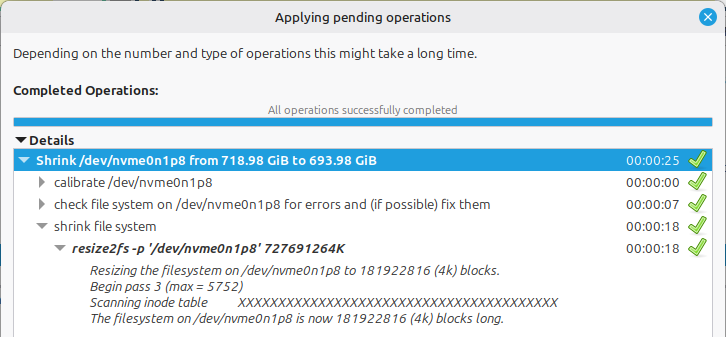 Applying pending operations
Depending on the number and type of operations this might take a long time.
Completed Operations:
All operations successfully completed
Details
Shrink /dev/nvme0n1p8 from 718.98 GiB to 693.98 GiB 00:00:25
calibrate /dev/nvme0n1p8 00:00:00
check file system on /dev/nvme0n1p8 for errors and (if possible) fix them 00:00:07
shrink file system 00:00:18
resize2fs -p '/dev/nvme0n1p8' 727691264K 00:00:18
Resizing the filesystem on /dev/nvme0n1p8 to 181922816 (4k) blocks.
Begin pass 3 (max = 5752)
Scanning inode table XXXXXXXXXXXXXXXXXXXXXXXXXXXXXXXXXXXXXXXX
The filesystem on /dev/nvme0n1p8 is now 181922816 (4k) blocks long.